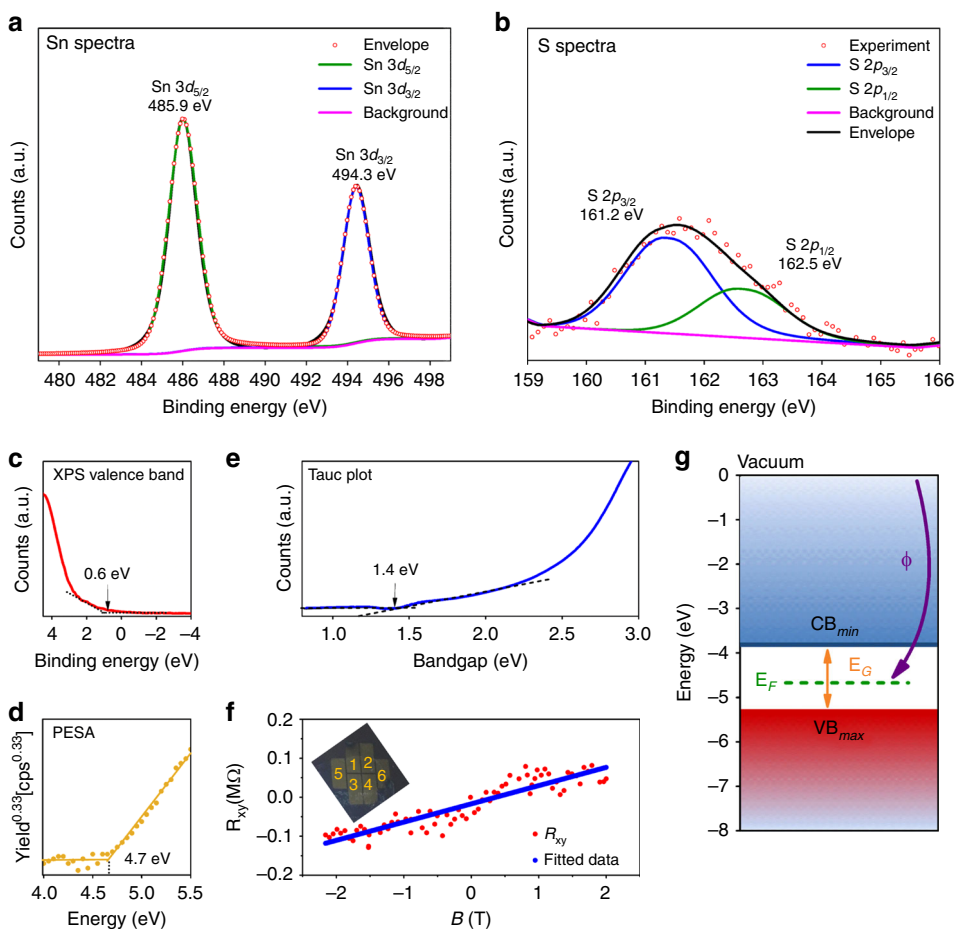 a
Sn spectra
Envelope
Sn 3d5/2
Sn 3d3/2
Background
Sn 3d5/2
485.9 eV
Sn 3d3/2
494.3 eV
Counts (a.u.)
480 482 484 486 488 490 492 494 496 498
Binding energy (eV)
b
S spectra
Experiment
S 2p3/2
S 2p1/2
Background
Envelope
S 2p3/2
161.2 eV
S 2p1/2
162.5 eV
Counts (a.u.)
159 160 161 162 163 164 165 166
Binding energy (eV)
c
XPS valence band
0.6 eV
Counts (a.u.)
4 2 0 −2 −4
Binding energy (eV)
e
Tauc plot
1.4 eV
Counts (a.u.)
1.0 1.5 2.0 2.5 3.0
Bandgap (eV)
d
PESA
4.7 eV
Yield^0.33[cps^0.33]
4.0 4.5 5.0 5.5
Energy (eV)
f
0.2
0.1
0.0
−0.1
−0.2
Rxy(MΩ)
1 2
5 6
3 4
Rxy
Fitted data
−2 −1 0 1 2
B (T)
g
Vacuum
0
−1
−2
−3
−4
−5
−6
−7
−8
Energy (eV)
ϕ
CBmin
EG
EF
VBmax